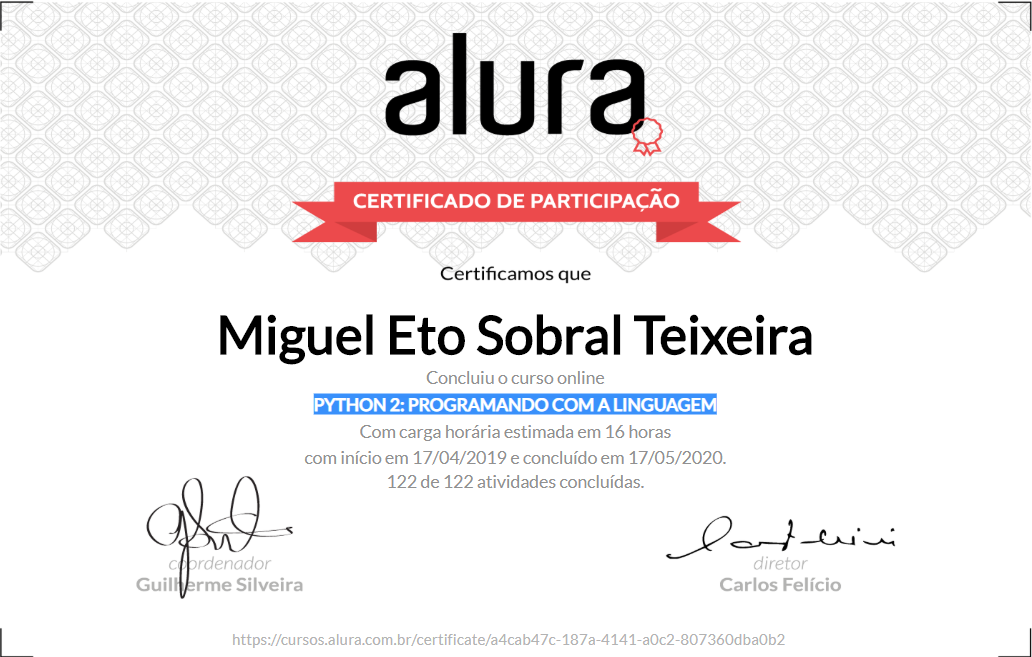 alura
CERTIFICADO DE PARTICIPAÇÃO
Certificamos que
Miguel Eto Sobral Teixeira
Concluiu o curso online
PYTHON 2: PROGRAMANDO COM A LINGUAGEM
Com carga horária estimada em 16 horas
com início em 17/04/2019 e concluído em 17/05/2020.
122 de 122 atividades concluídas.
coordenador
Guilherme Silveira
diretor
Carlos Felício
https://cursos.alura.com.br/certificate/a4cab47c-187a-4141-a0c2-807360dba0b2